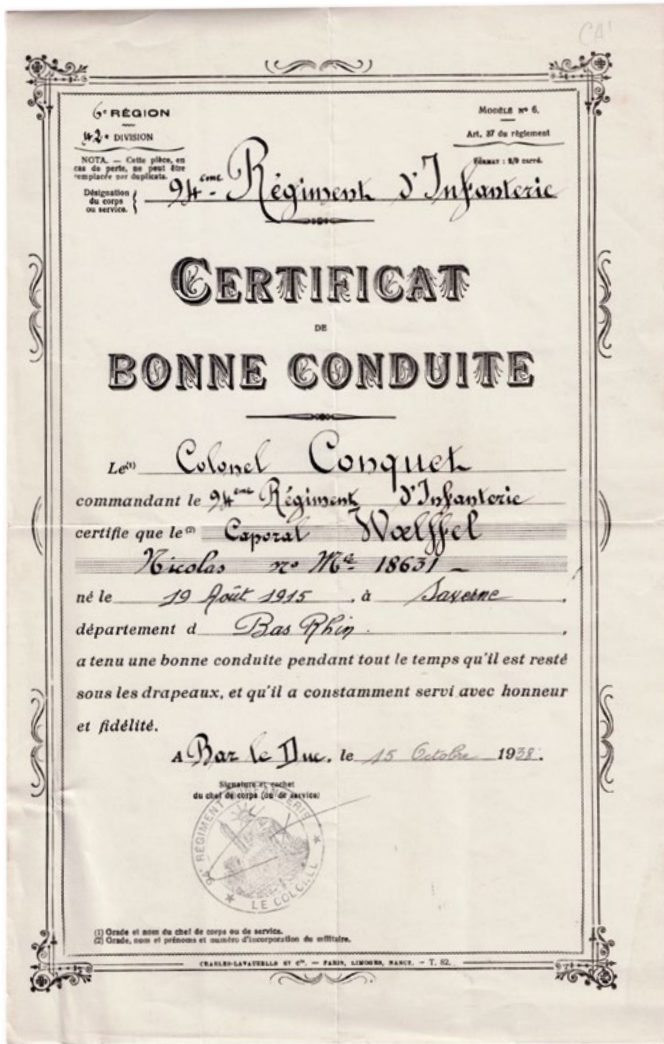 CA1
6e RÉGION
42e DIVISION
NOTA. — Cette pièce, en
cas de perte, ne peut être
remplacée par duplicata.
MODÈLE No 6.
Art. 37 du règlement
FORMAT : 2/0 carré.
Désignation
du corps
ou service.
94ème Régiment d'Infanterie
CERTIFICAT
DE
BONNE CONDUITE
Le(1) Colonel Conquet
commandant le 94ème Régiment d'Infanterie
certifie que le(2) Caporal Woelffel
Nicolas no Mle 18631
né le 19 Août 1915, à Saverne,
département d Bas Rhin,
a tenu une bonne conduite pendant tout le temps qu'il est resté
sous les drapeaux, et qu'il a constamment servi avec honneur
et fidélité.
A Bar le Duc, le 15 Octobre 1938.
Signature et cachet
du chef de corps (ou de service)
94e RÉGIMENT D'INFANTERIE
LE COLONEL
(1) Grade et nom du chef de corps ou de service.
(2) Grade, nom et prénoms et numéro d'incorporation du militaire.
CHARLES-LAVAUZELLE ET Cie. — PARIS, LIMOGES, NANCY. — T. 82.